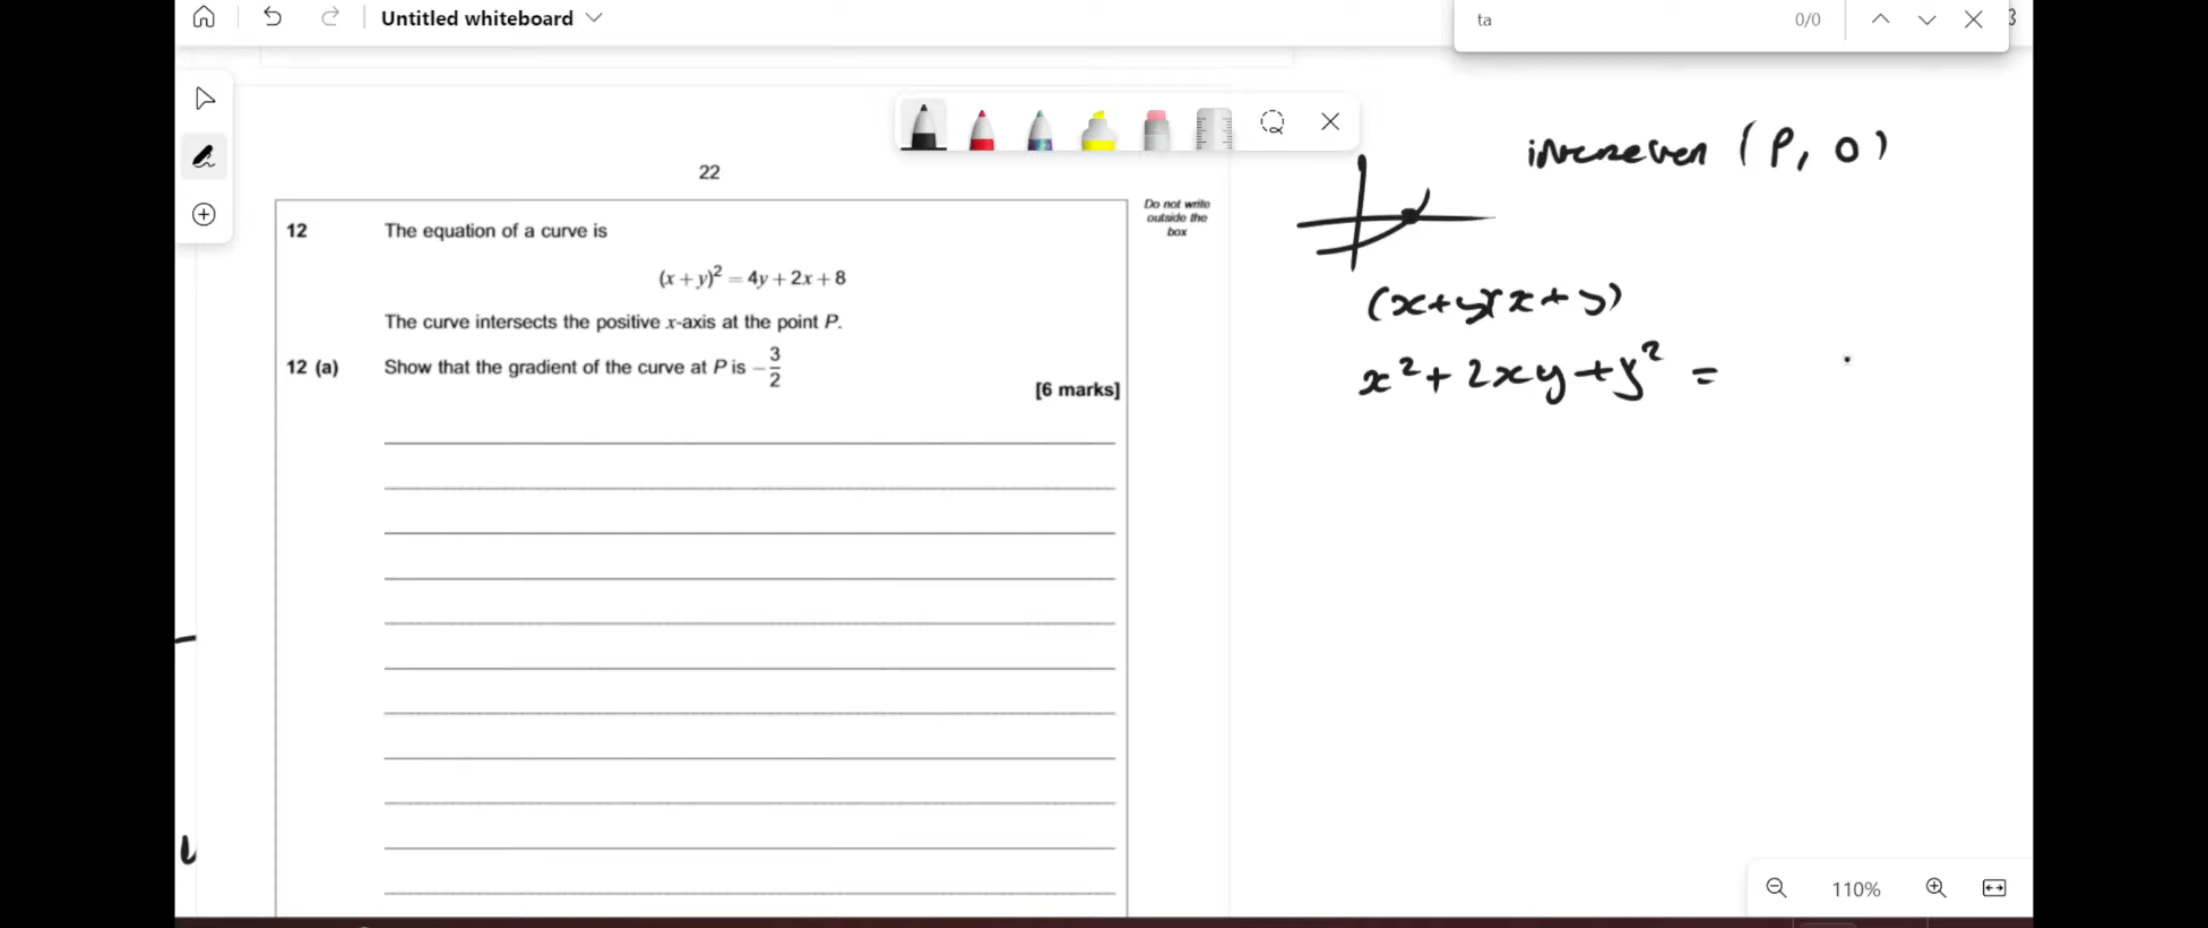 Untitled whiteboard
ta
0/0
22
Do not write
outside the
box
12 The equation of a curve is
(x + y)² = 4y + 2x + 8
The curve intersects the positive x-axis at the point P.
12 (a) Show that the gradient of the curve at P is −3/2
[6 marks]
(P, 0)
(x+y)(x+y)
x² + 2xy + y² =
110%